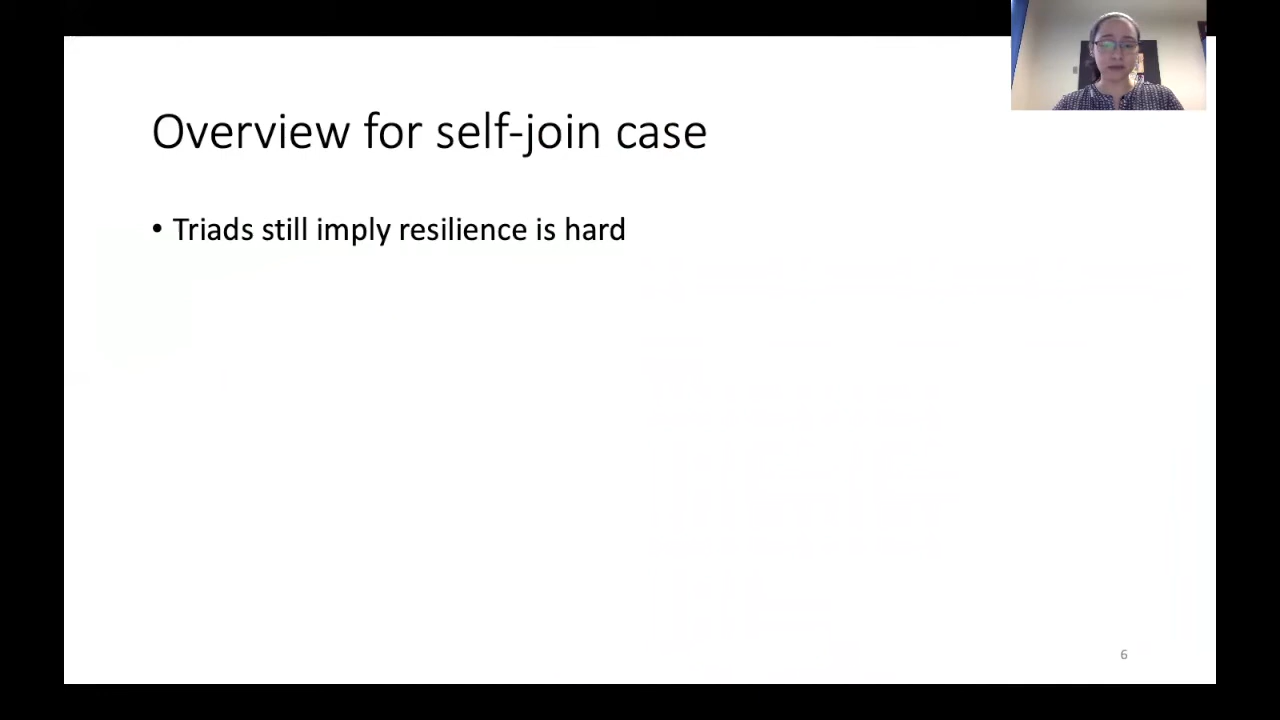 Overview for self-join case
• Triads still imply resilience is hard
6